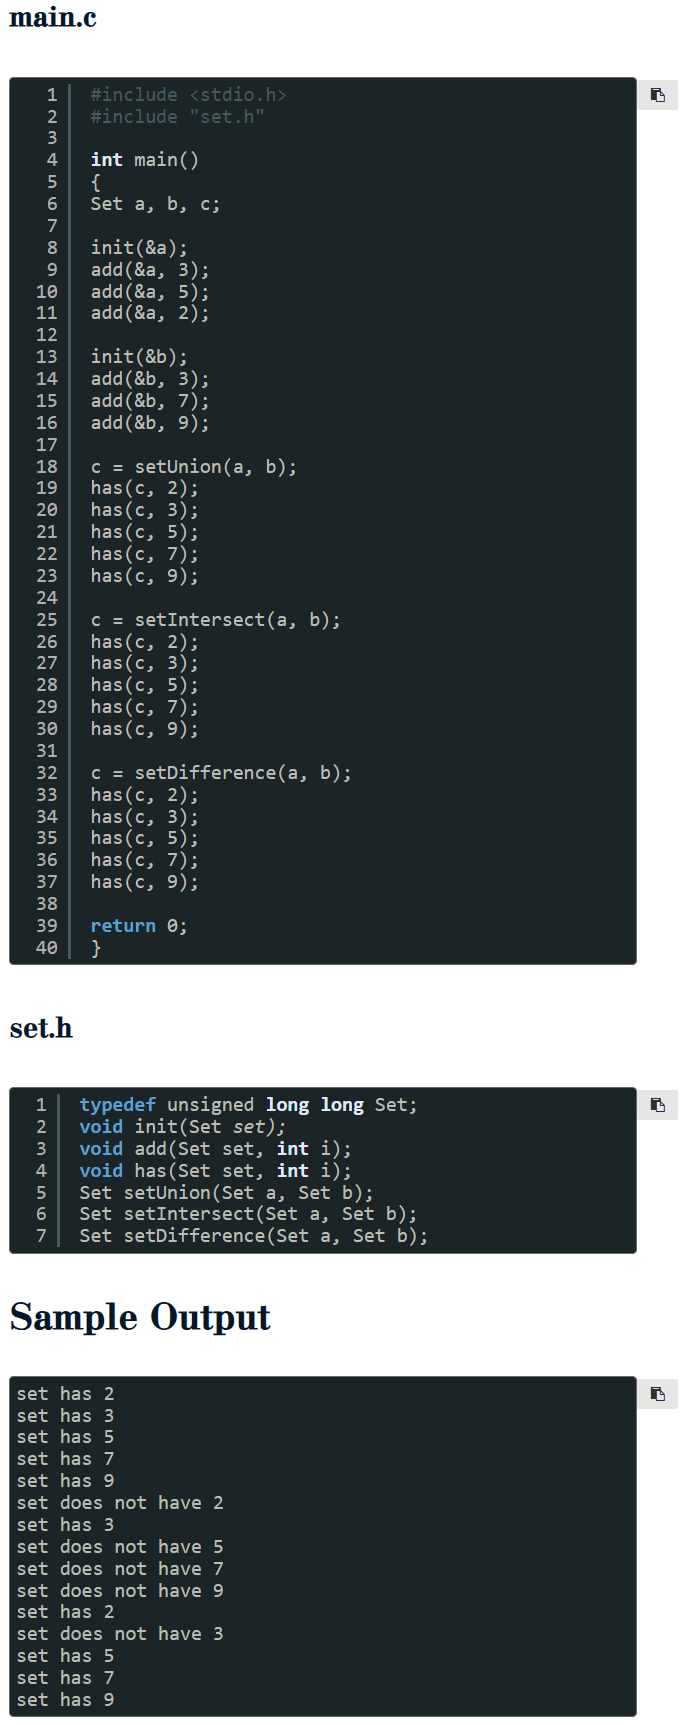 main.c
1 #include <stdio.h>
2 #include "set.h"
3
4 int main()
5 {
6 Set a, b, c;
7
8 init(&a);
9 add(&a, 3);
10 add(&a, 5);
11 add(&a, 2);
12
13 init(&b);
14 add(&b, 3);
15 add(&b, 7);
16 add(&b, 9);
17
18 c = setUnion(a, b);
19 has(c, 2);
20 has(c, 3);
21 has(c, 5);
22 has(c, 7);
23 has(c, 9);
24
25 c = setIntersect(a, b);
26 has(c, 2);
27 has(c, 3);
28 has(c, 5);
29 has(c, 7);
30 has(c, 9);
31
32 c = setDifference(a, b);
33 has(c, 2);
34 has(c, 3);
35 has(c, 5);
36 has(c, 7);
37 has(c, 9);
38
39 return 0;
40 }
set.h
1 typedef unsigned long long Set;
2 void init(Set set);
3 void add(Set set, int i);
4 void has(Set set, int i);
5 Set setUnion(Set a, Set b);
6 Set setIntersect(Set a, Set b);
7 Set setDifference(Set a, Set b);
Sample Output
set has 2
set has 3
set has 5
set has 7
set has 9
set does not have 2
set has 3
set does not have 5
set does not have 7
set does not have 9
set has 2
set does not have 3
set has 5
set has 7
set has 9